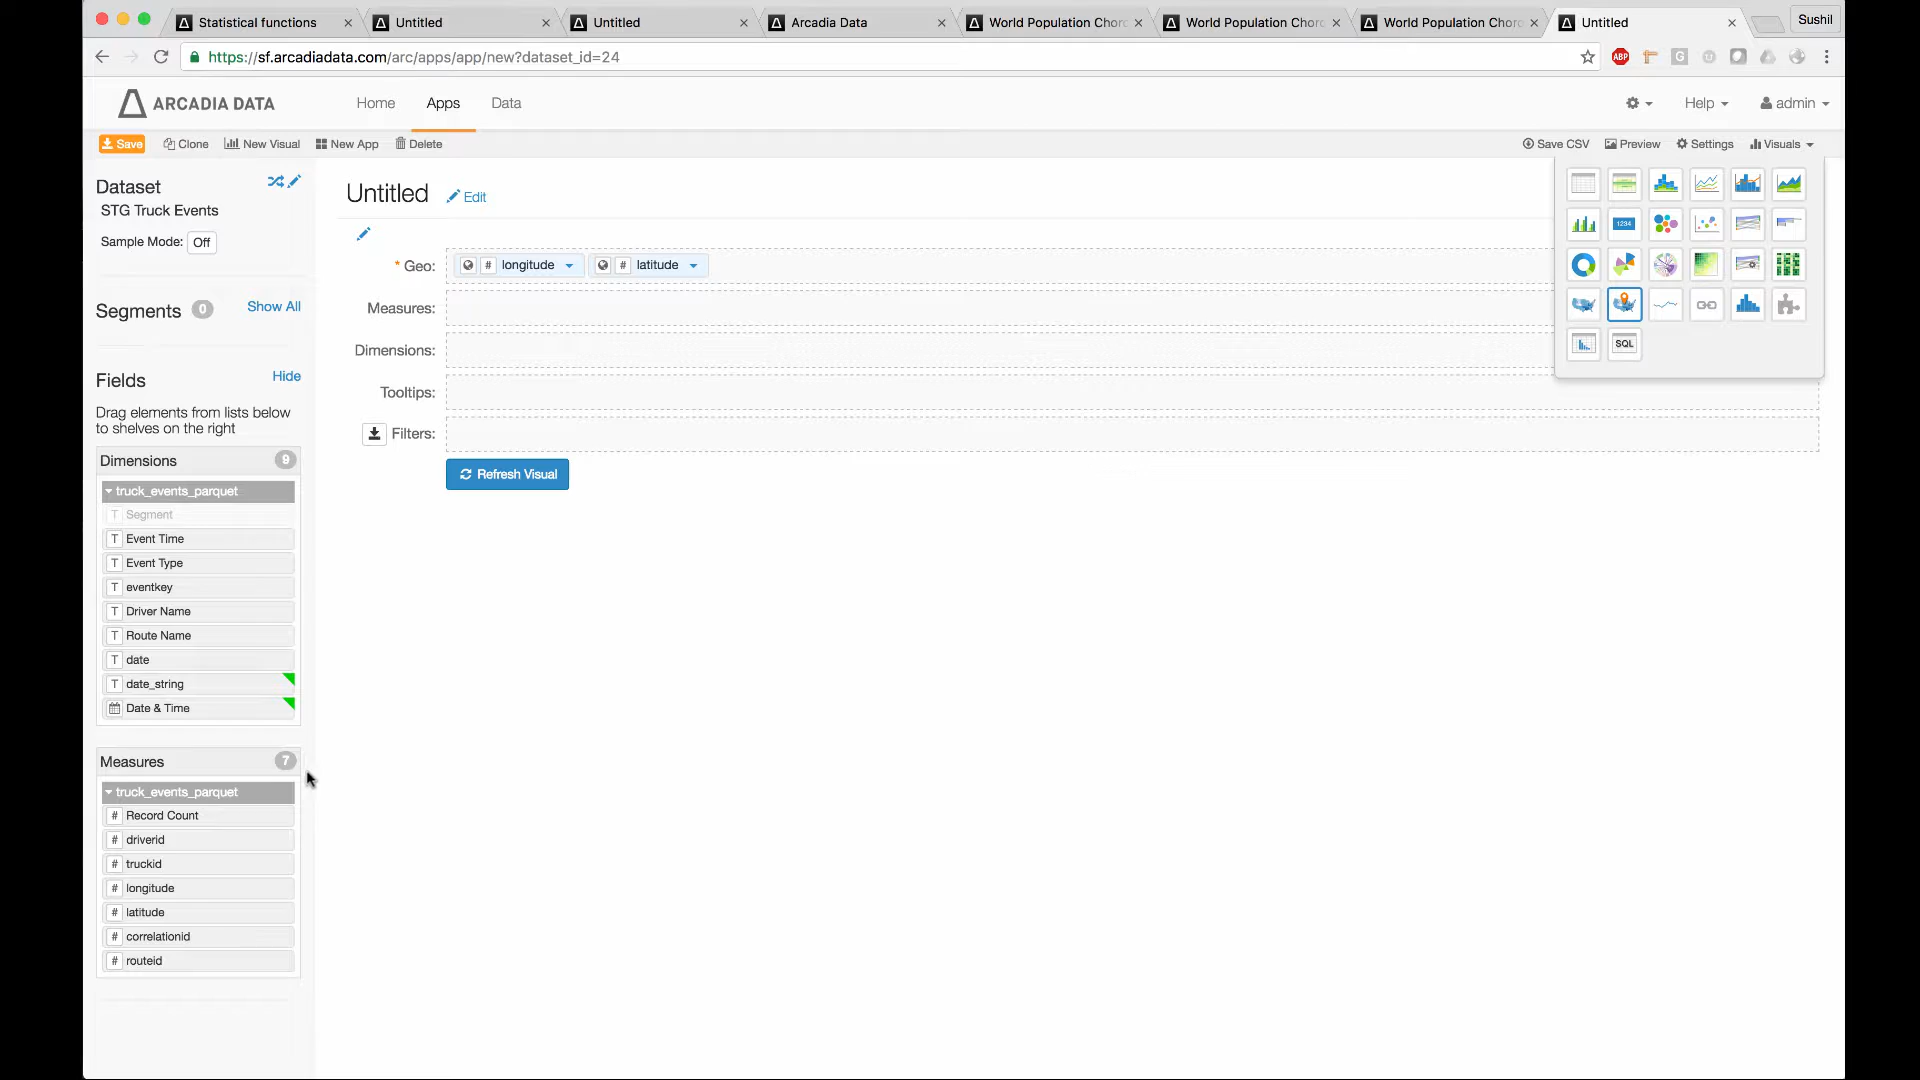 Statistical functions
Untitled
Untitled
Arcadia Data
World Population Chor
World Population Chor
World Population Chor
Untitled
Sushil
https://sf.arcadiadata.com/arc/apps/app/new?dataset_id=24
ABP
ARCADIA DATA
Home
Apps
Data
Help
admin
Save
Clone
New Visual
New App
Delete
Save CSV
Preview
Settings
Visuals
Dataset
STG Truck Events
Sample Mode: Off
Segments 0 Show All
Fields Hide
Drag elements from lists below
to shelves on the right
Dimensions 9
truck_events_parquet
T Segment
T Event Time
T Event Type
T eventkey
T Driver Name
T Route Name
T date
T date_string
Date & Time
Measures 7
truck_events_parquet
# Record Count
# driverid
# truckid
# longitude
# latitude
# correlationid
# routeid
Untitled Edit
* Geo: # longitude # latitude
Measures:
Dimensions:
Tooltips:
Filters:
Refresh Visual
1234
SQL